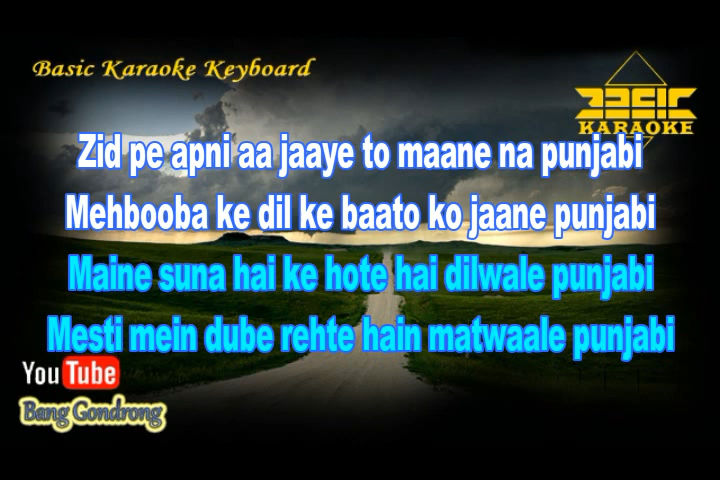 Basic Karaoke Keyboard
BASIC
KARAOKE
Zid pe apni aa jaaye to maane na punjabi
Mehbooba ke dil ke baato ko jaane punjabi
Maine suna hai ke hote hai dilwale punjabi
Mesti mein dube rehte hain matwaale punjabi
YouTube
Bang Gondrong